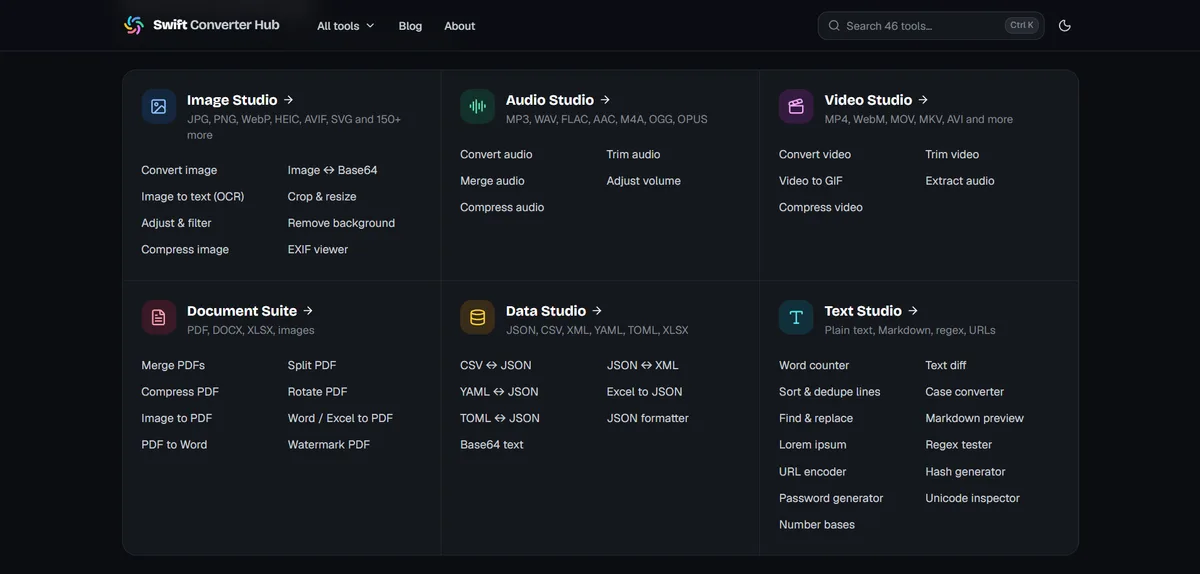 Swift Converter Hub
All tools
Blog
About
Search 46 tools...
Ctrl K
Image Studio →
JPG, PNG, WebP, HEIC, AVIF, SVG and 150+
more
Convert image
Image ↔ Base64
Image to text (OCR)
Crop & resize
Adjust & filter
Remove background
Compress image
EXIF viewer
Audio Studio →
MP3, WAV, FLAC, AAC, M4A, OGG, OPUS
Convert audio
Trim audio
Merge audio
Adjust volume
Compress audio
Video Studio →
MP4, WebM, MOV, MKV, AVI and more
Convert video
Trim video
Video to GIF
Extract audio
Compress video
Document Suite →
PDF, DOCX, XLSX, images
Merge PDFs
Split PDF
Compress PDF
Rotate PDF
Image to PDF
Word / Excel to PDF
PDF to Word
Watermark PDF
Data Studio →
JSON, CSV, XML, YAML, TOML, XLSX
CSV ↔ JSON
JSON ↔ XML
YAML ↔ JSON
Excel to JSON
TOML ↔ JSON
JSON formatter
Base64 text
Text Studio →
Plain text, Markdown, regex, URLs
Word counter
Text diff
Sort & dedupe lines
Case converter
Find & replace
Markdown preview
Lorem ipsum
Regex tester
URL encoder
Hash generator
Password generator
Unicode inspector
Number bases